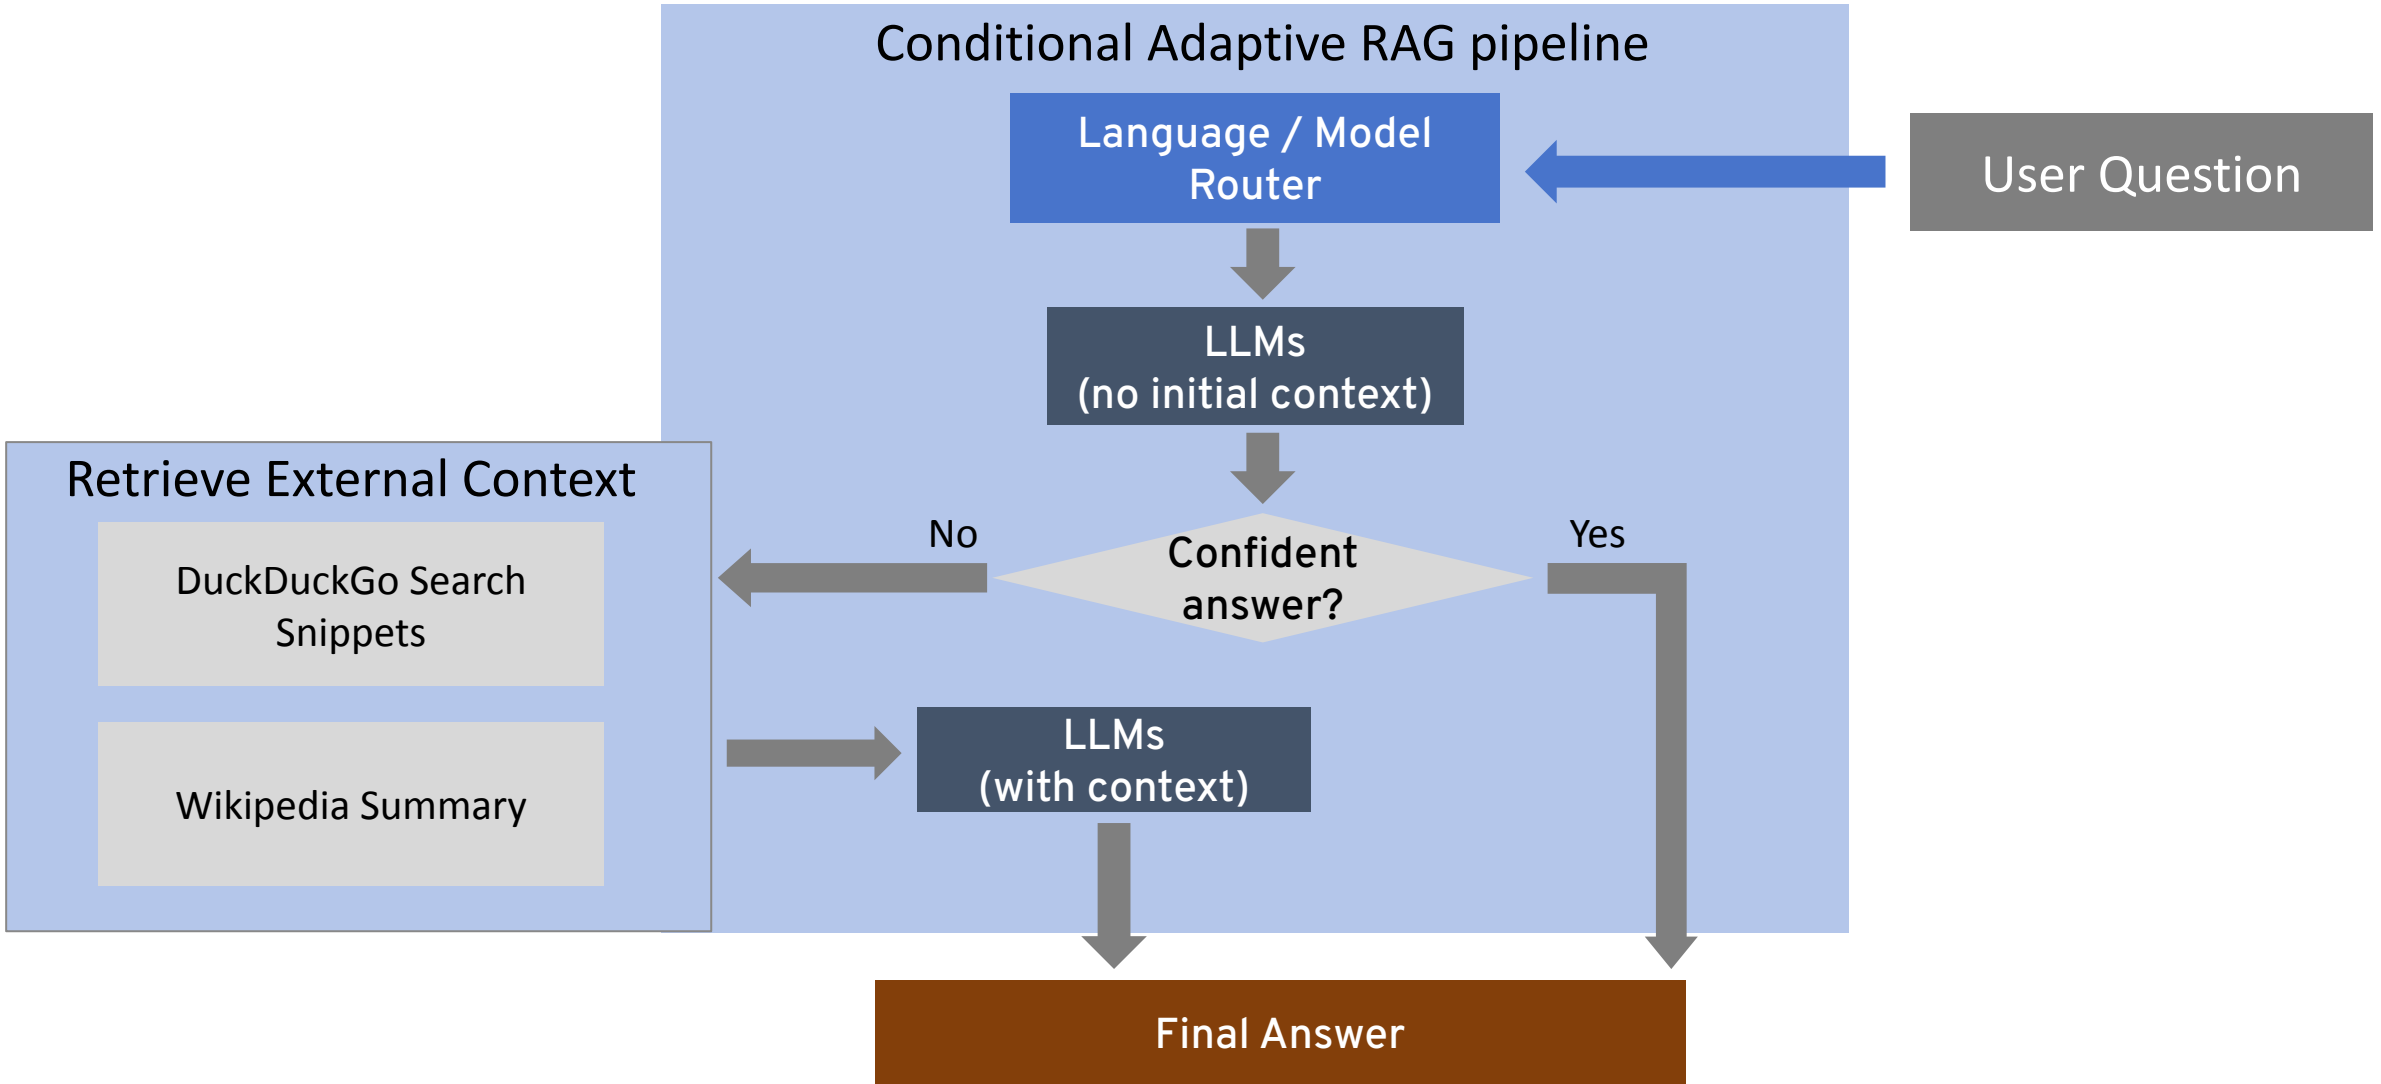 Conditional Adaptive RAG pipeline
Language / Model
Router
User Question
LLMs
(no initial context)
Retrieve External Context
No
Confident
answer?
Yes
DuckDuckGo Search
Snippets
LLMs
(with context)
Wikipedia Summary
Final Answer